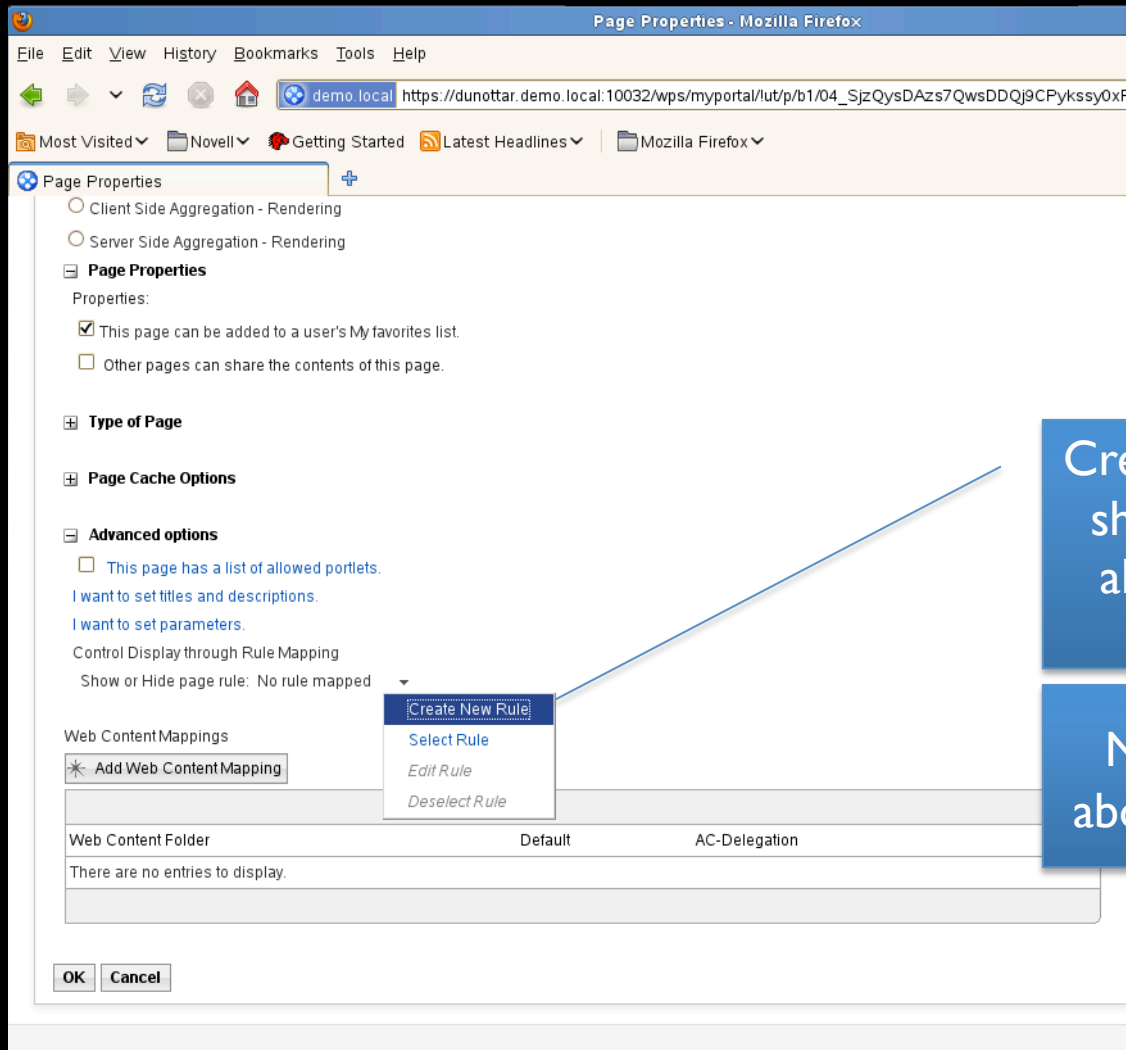 Page Properties - Mozilla Firefox
File Edit View History Bookmarks Tools Help
demo.local https://dunottar.demo.local:10032/wps/myportal/!ut/p/b1/04_SjzQysDAzs7QwsDDQj9CPykssy0xF
Most Visited Novell Getting Started Latest Headlines Mozilla Firefox
Page Properties
Client Side Aggregation - Rendering
Server Side Aggregation - Rendering
Page Properties
Properties:
This page can be added to a user's My favorites list.
Other pages can share the contents of this page.
Type of Page
Page Cache Options
Advanced options
This page has a list of allowed portlets.
I want to set titles and descriptions.
I want to set parameters.
Control Display through Rule Mapping
Show or Hide page rule: No rule mapped
Create New Rule
Select Rule
Edit Rule
Deselect Rule
Web Content Mappings
Add Web Content Mapping
Web Content Folder Default AC-Delegation
There are no entries to display.
OK Cancel